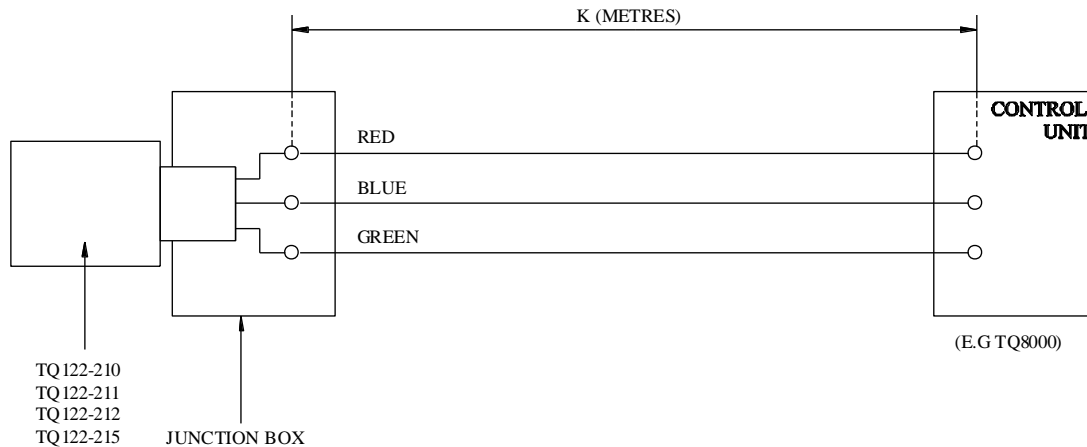 K (METRES)
CONTROL
UNIT
RED
BLUE
GREEN
(E.G TQ8000)
TQ122-210
TQ122-211
TQ122-212
TQ122-215
JUNCTION BOX